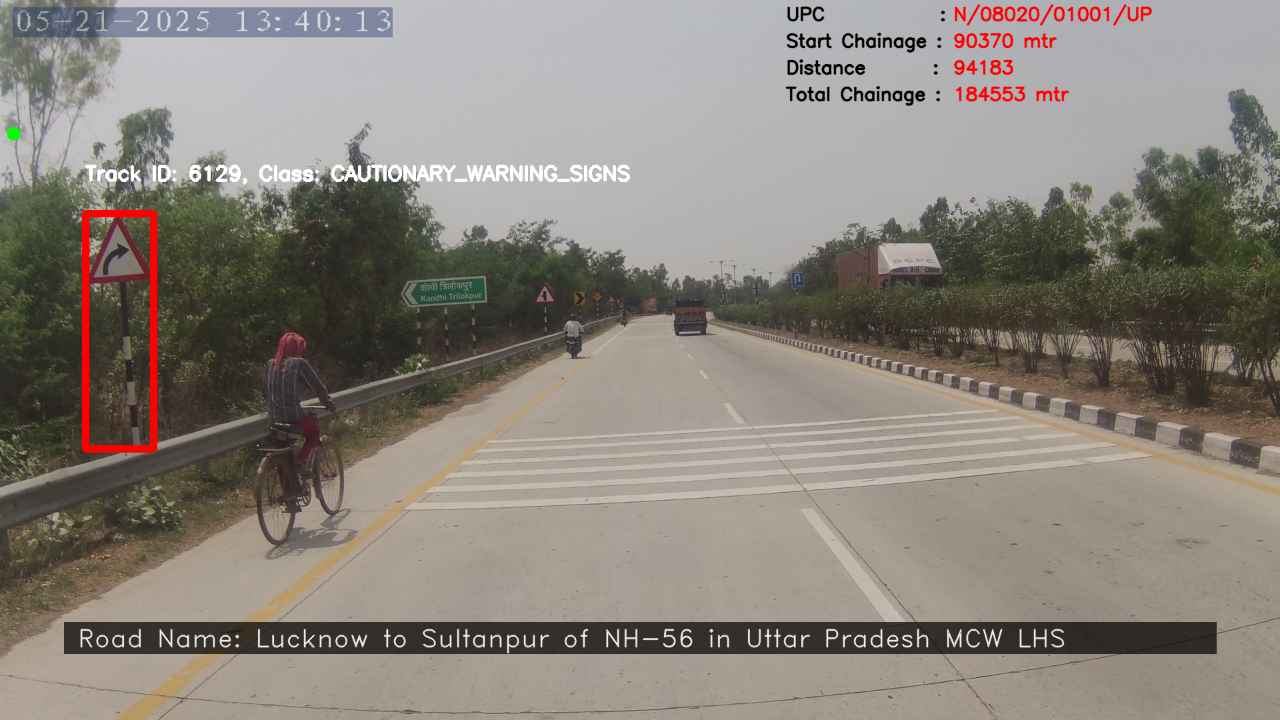 05-21-2025 13:40:13
UPC : N/08020/01001/UP
Start Chainage : 90370 mtr
Distance : 94183
Total Chainage : 184553 mtr
Track ID: 6129, Class: CAUTIONARY_WARNING_SIGNS
Kandhi Trilokpur
Road Name: Lucknow to Sultanpur of NH-56 in Uttar Pradesh MCW LHS